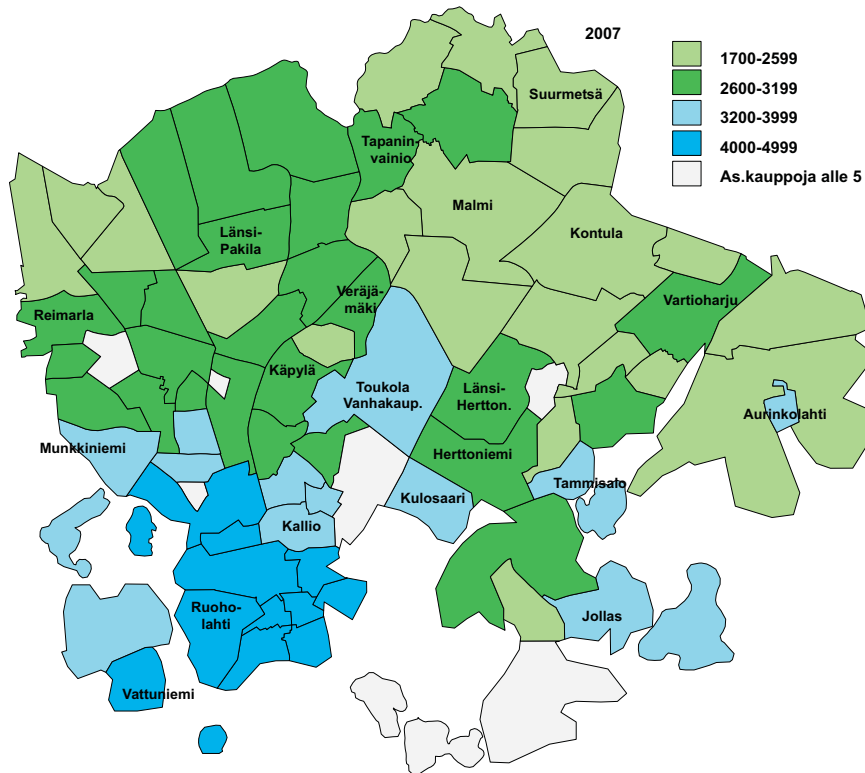 2007
1700-2599
2600-3199
3200-3999
4000-4999
As.kauppoja alle 5
Suurmetsä
Tapanin-
vainio
Malmi
Länsi-
Pakila
Kontula
Veräjä-
mäki
Vartioharju
Reimarla
Käpylä
Toukola
Vanhakaup.
Länsi-
Hertton.
Aurinkolahti
Munkkiniemi
Herttoniemi
Tammisalo
Kulosaari
Kallio
Ruoho-
lahti
Jollas
Vattuniemi